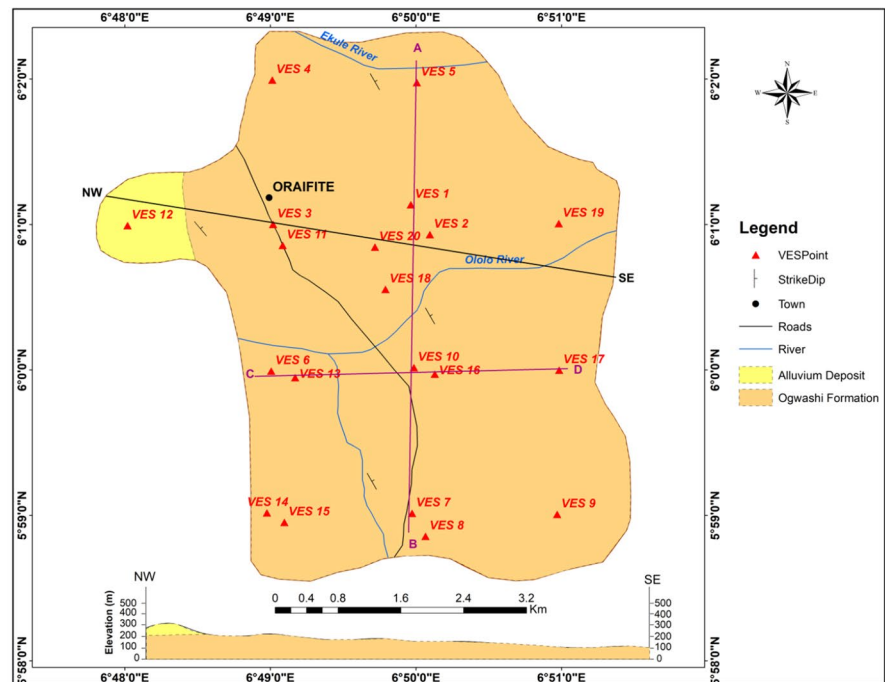 6°48'0"E 6°49'0"E 6°50'0"E 6°51'0"E
Ekule River
A
VES 4
VES 5
6°2'0"N
6°2'0"N
N
W E
S
ORAIFITE
NW
VES 12
VES 3
VES 11
VES 1
VES 2
VES 20
VES 19
6°1'0"N
6°1'0"N
Ololo River
SE
VES 18
VES 6
VES 10
VES 17
C
VES 13
VES 16
D
6°0'0"N
6°0'0"N
VES 14
VES 15
VES 7
VES 8
VES 9
B
5°59'0"N
5°59'0"N
Legend
VESPoint
StrikeDip
Town
Roads
River
Alluvium Deposit
Ogwashi Formation
NW
SE
0 0.4 0.8 1.6 2.4 3.2
Km
Elevation (m)
500
400
300
200
100
0
500
400
300
200
100
0
5°58'0"N
5°58'0"N
6°48'0"E 6°49'0"E 6°50'0"E 6°51'0"E